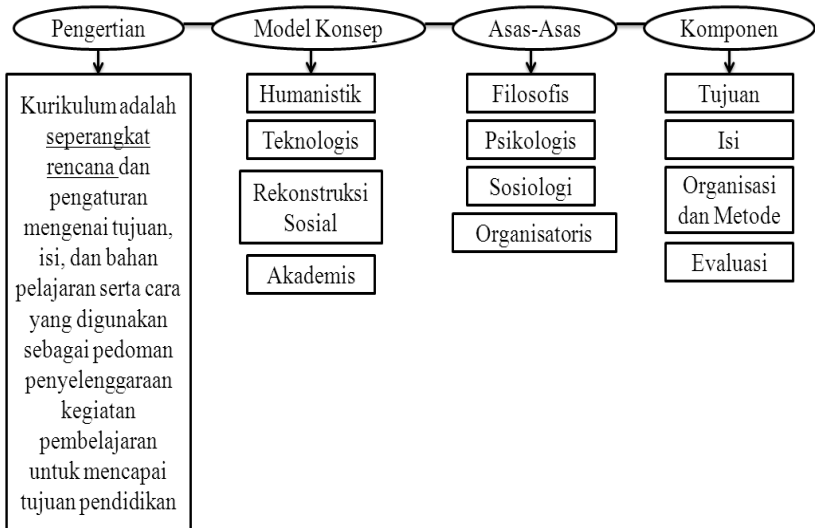 Pengertian
Kurikulum adalah
seperangkat
rencana dan
pengaturan
mengenai tujuan,
isi, dan bahan
pelajaran serta cara
yang digunakan
sebagai pedoman
penyelenggaraan
kegiatan
pembelajaran
untuk mencapai
tujuan pendidikan
Model Konsep
Humanistik
Teknologis
Rekonstruksi
Sosial
Akademis
Asas-Asas
Filosofis
Psikologis
Sosiologi
Organisatoris
Komponen
Tujuan
Isi
Organisasi
dan Metode
Evaluasi